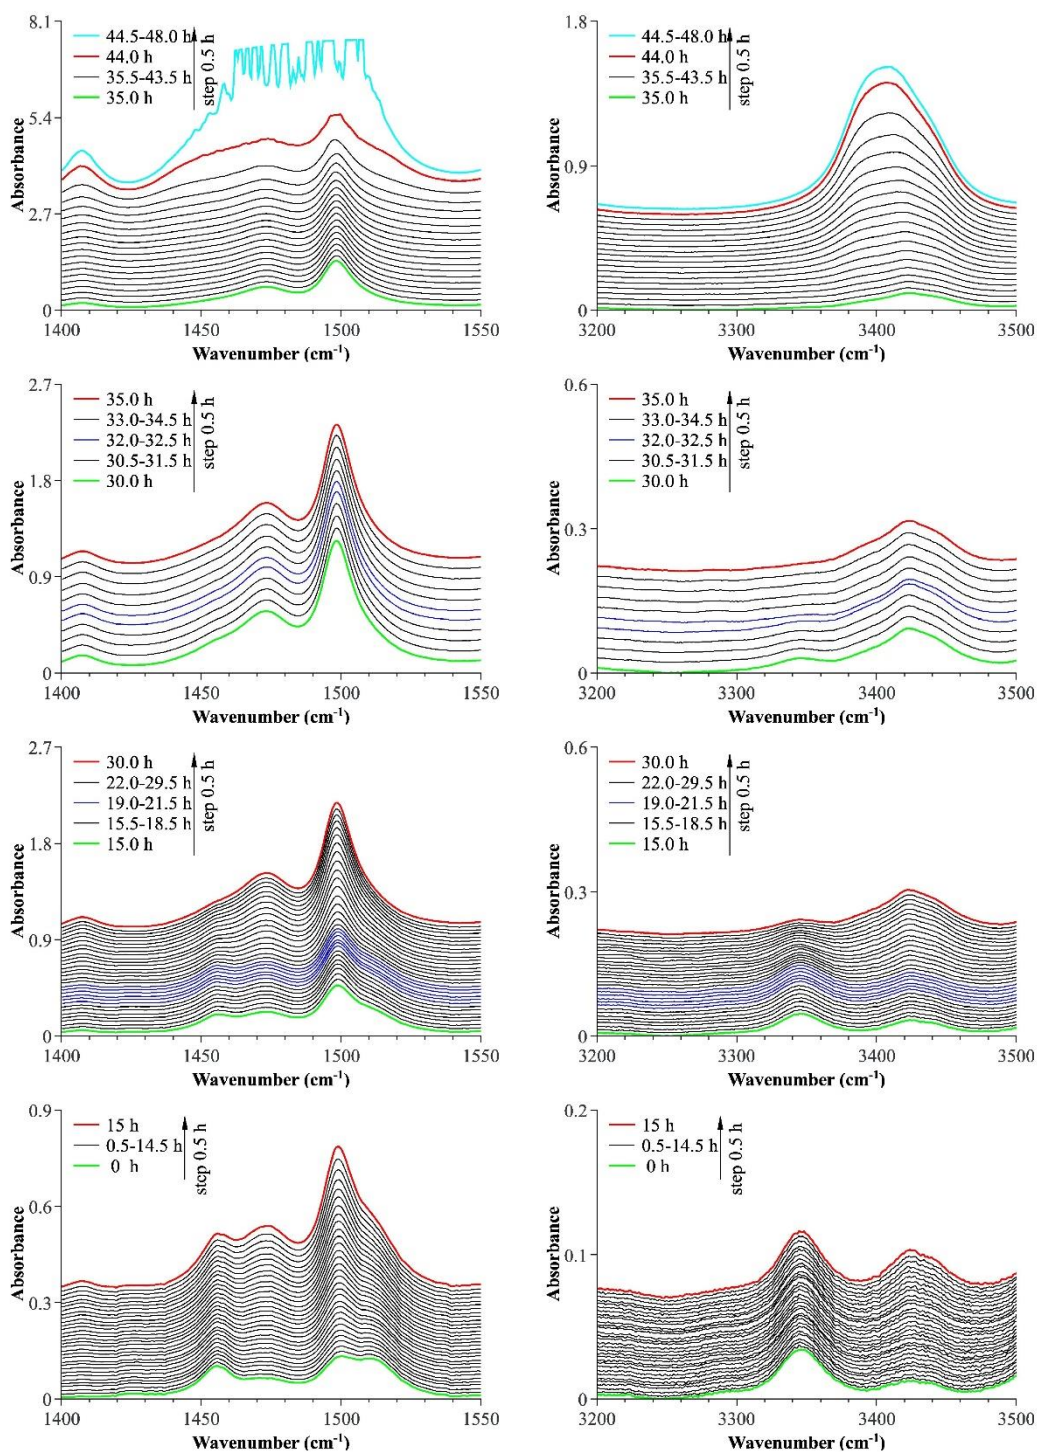 8.1
5.4
2.7
0
Absorbance
44.5-48.0 h
44.0 h
35.5-43.5 h
35.0 h
step 0.5 h
1400
1450
1500
1550
Wavenumber (cm⁻¹)
1.8
0.9
0
Absorbance
44.5-48.0 h
44.0 h
35.5-43.5 h
35.0 h
step 0.5 h
3200
3300
3400
3500
Wavenumber (cm⁻¹)
2.7
1.8
0.9
0
Absorbance
35.0 h
33.0-34.5 h
32.0-32.5 h
30.5-31.5 h
30.0 h
step 0.5 h
1400
1450
1500
1550
Wavenumber (cm⁻¹)
0.6
0.3
0
Absorbance
35.0 h
33.0-34.5 h
32.0-32.5 h
30.5-31.5 h
30.0 h
step 0.5 h
3200
3300
3400
3500
Wavenumber (cm⁻¹)
2.7
1.8
0.9
0
Absorbance
30.0 h
22.0-29.5 h
19.0-21.5 h
15.5-18.5 h
15.0 h
step 0.5 h
1400
1450
1500
1550
Wavenumber (cm⁻¹)
0.6
0.3
0
Absorbance
30.0 h
22.0-29.5 h
19.0-21.5 h
15.5-18.5 h
15.0 h
step 0.5 h
3200
3300
3400
3500
Wavenumber (cm⁻¹)
0.9
0.6
0.3
0
Absorbance
15 h
0.5-14.5 h
0 h
step 0.5 h
1400
1450
1500
1550
Wavenumber (cm⁻¹)
0.2
0.1
0
Absorbance
15 h
0.5-14.5 h
0 h
step 0.5 h
3200
3300
3400
3500
Wavenumber (cm⁻¹)